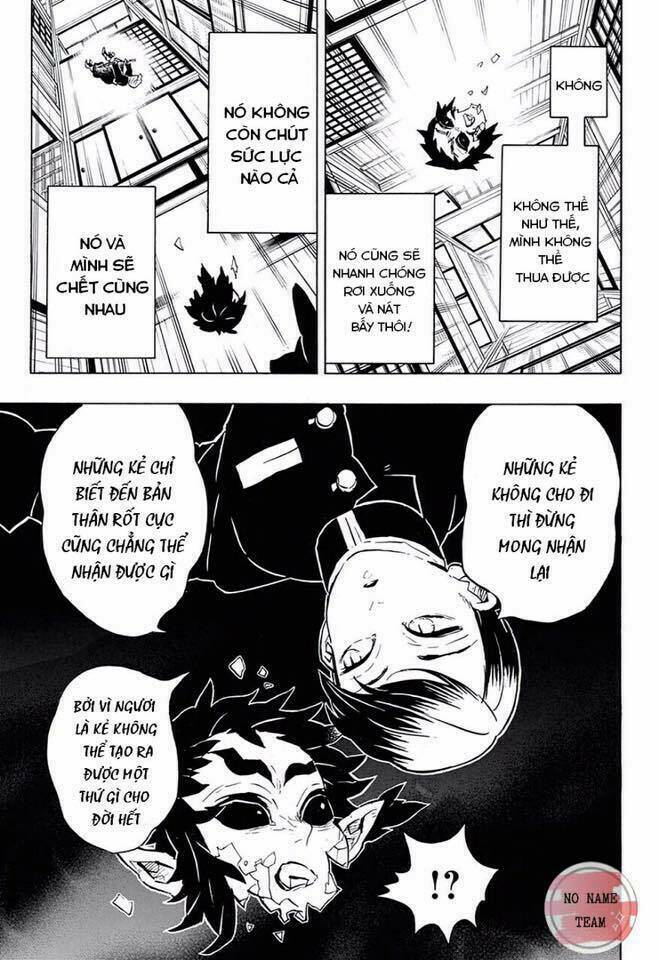 KHÔNG
KHÔNG THỂ
NHƯ THẾ,
MÌNH KHÔNG
THỂ
THUA ĐƯỢC
NÓ CŨNG SẼ
NHANH CHÓNG
RƠI XUỐNG
VÀ NÁT
BẤY THÔI!
NÓ KHÔNG
CÒN CHÚT
SỨC LỰC
NÀO CẢ
NÓ VÀ
MÌNH SẼ
CHẾT CÙNG
NHAU
NHỮNG KẺ
KHÔNG CHO ĐI
THÌ ĐỪNG
MONG NHẬN
LẠI
NHỮNG KẺ CHỈ
BIẾT ĐẾN BẢN
THÂN RỐT CỤC
CŨNG CHẲNG THỂ
NHẬN ĐƯỢC GÌ
BỞI VÌ NGƯƠI
LÀ KẺ KHÔNG
THỂ TẠO RA
ĐƯỢC MỘT
THỨ GÌ CHO
ĐỜI HẾT
!?
NO NAME
TEAM